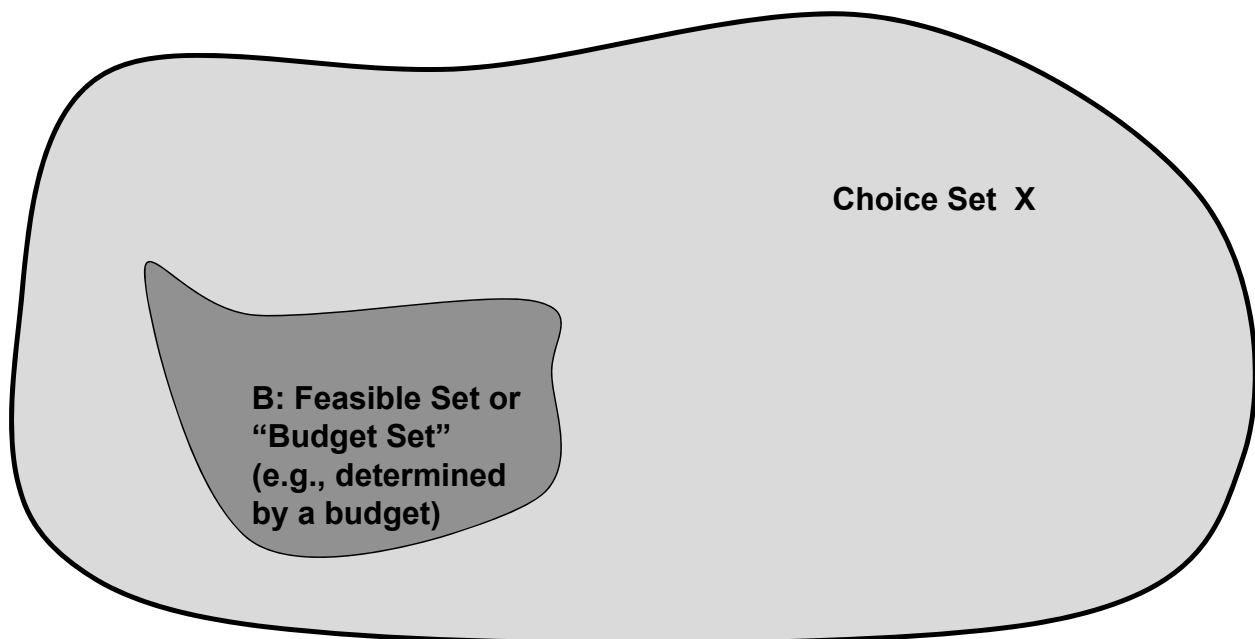 Choice Set X
B: Feasible Set or
“Budget Set”
(e.g., determined
by a budget)